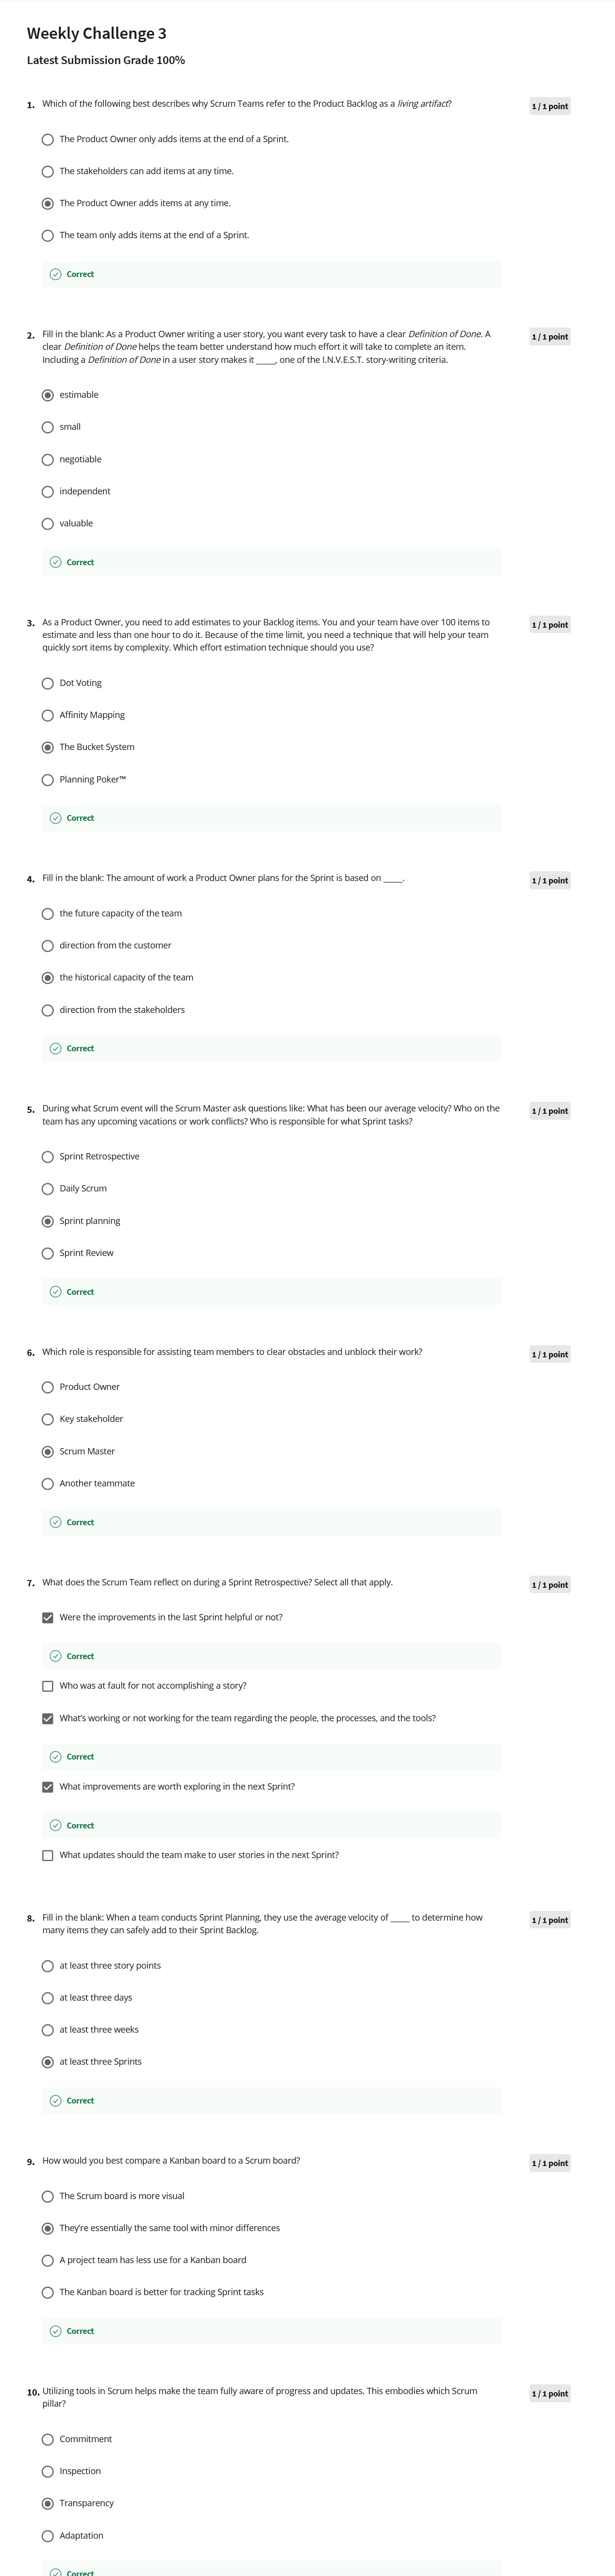 Weekly Challenge 3
Latest Submission Grade 100%
1. Which of the following best describes why Scrum Teams refer to the Product Backlog as a living artifact?
1 / 1 point
The Product Owner only adds items at the end of a Sprint.
The stakeholders can add items at any time.
The Product Owner adds items at any time.
The team only adds items at the end of a Sprint.
Correct
2. Fill in the blank: As a Product Owner writing a user story, you want every task to have a clear Definition of Done. A
clear Definition of Done helps the team better understand how much effort it will take to complete an item.
Including a Definition of Done in a user story makes it _____, one of the I.N.V.E.S.T. story-writing criteria.
1 / 1 point
estimable
small
negotiable
independent
valuable
Correct
3. As a Product Owner, you need to add estimates to your Backlog items. You and your team have over 100 items to
estimate and less than one hour to do it. Because of the time limit, you need a technique that will help your team
quickly sort items by complexity. Which effort estimation technique should you use?
1 / 1 point
Dot Voting
Affinity Mapping
The Bucket System
Planning Poker™
Correct
4. Fill in the blank: The amount of work a Product Owner plans for the Sprint is based on _____.
1 / 1 point
the future capacity of the team
direction from the customer
the historical capacity of the team
direction from the stakeholders
Correct
5. During what Scrum event will the Scrum Master ask questions like: What has been our average velocity? Who on the
team has any upcoming vacations or work conflicts? Who is responsible for what Sprint tasks?
1 / 1 point
Sprint Retrospective
Daily Scrum
Sprint planning
Sprint Review
Correct
6. Which role is responsible for assisting team members to clear obstacles and unblock their work?
1 / 1 point
Product Owner
Key stakeholder
Scrum Master
Another teammate
Correct
7. What does the Scrum Team reflect on during a Sprint Retrospective? Select all that apply.
1 / 1 point
Were the improvements in the last Sprint helpful or not?
Correct
Who was at fault for not accomplishing a story?
What's working or not working for the team regarding the people, the processes, and the tools?
Correct
What improvements are worth exploring in the next Sprint?
Correct
What updates should the team make to user stories in the next Sprint?
8. Fill in the blank: When a team conducts Sprint Planning, they use the average velocity of _____ to determine how
many items they can safely add to their Sprint Backlog.
1 / 1 point
at least three story points
at least three days
at least three weeks
at least three Sprints
Correct
9. How would you best compare a Kanban board to a Scrum board?
1 / 1 point
The Scrum board is more visual
They're essentially the same tool with minor differences
A project team has less use for a Kanban board
The Kanban board is better for tracking Sprint tasks
Correct
10. Utilizing tools in Scrum helps make the team fully aware of progress and updates. This embodies which Scrum
pillar?
1 / 1 point
Commitment
Inspection
Transparency
Adaptation
Correct